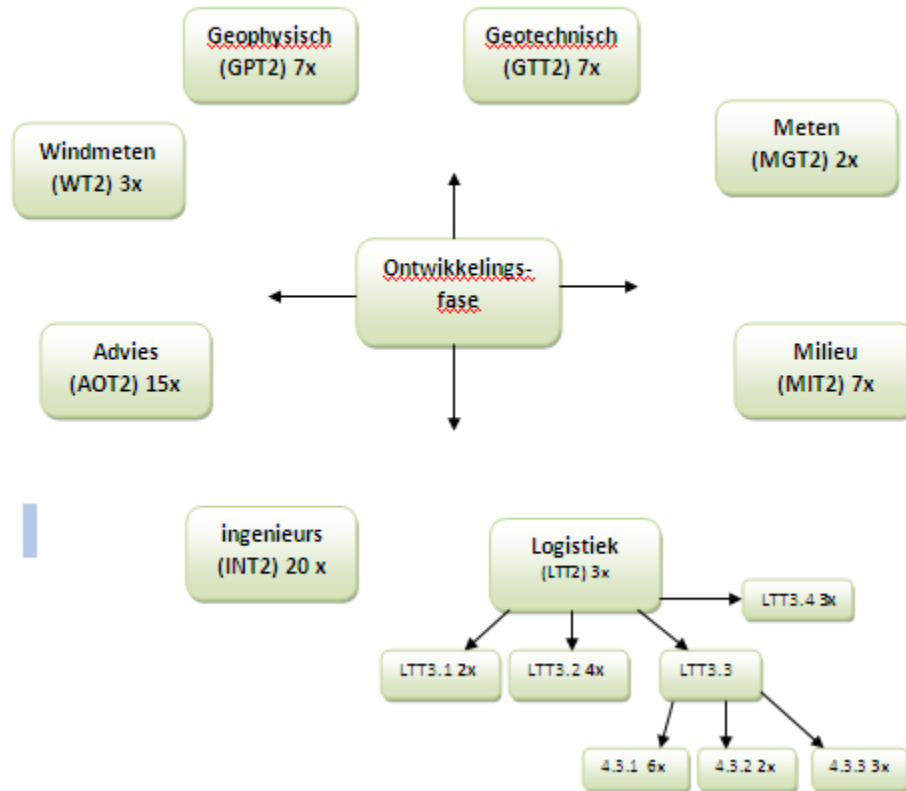 Geophysisch
(GPT2) 7x
Geotechnisch
(GTT2) 7x
Meten
(MGT2) 2x
Windmeten
(WT2) 3x
Ontwikkelings-
fase
Advies
(AOT2) 15x
Milieu
(MIT2) 7x
ingenieurs
(INT2) 20 x
Logistiek
(LTT2) 3x
LTT3.4 3x
LTT3.1 2x
LTT3.2 4x
LTT3.3
4.3.1 6x
4.3.2 2x
4.3.3 3x